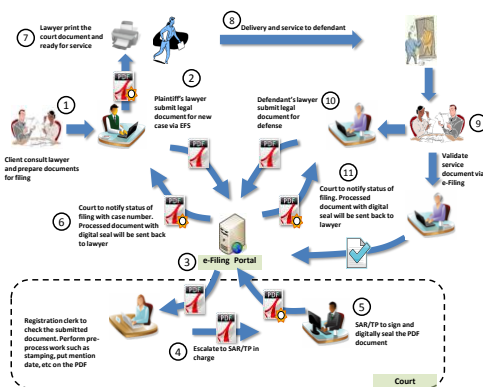 8
Delivery and service to defendant
7
Lawyer print the
court document and
ready for service
PDF
2
Plaintiff's lawyer
submit legal
document for new
case via EFS
1
Client consult lawyer
and prepare documents
for filing
10
Defendant's lawyer
submit legal
document for
defense
9
Validate
service
document via
e-Filing
PDF
PDF
11
Court to notify status of
filing. Processed
document with digital
seal will be sent back to
lawyer
6
Court to notify status of
filing with case number.
Processed document with
digital seal will be sent back
to lawyer
PDF
PDF
3
e-Filing Portal
PDF
PDF
Registration clerk to
check the submitted
document. Perform pre-
process work such as
stamping, put mention
date, etc on the PDF
PDF
4
Escalate to SAR/TP in
charge
5
SAR/TP to sign and
digitally seal the PDF
document
Court